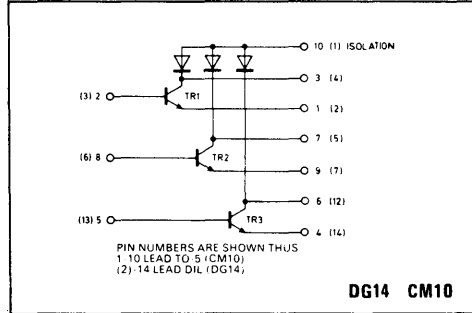 10 (1) ISOLATION
3 (4)
(3) 2
TR1
1 (2)
7 (5)
(6) 8
TR2
9 (7)
6 (12)
(13) 5
TR3
4 (14)
PIN NUMBERS ARE SHOWN THUS
1-10 LEAD TO-5 (CM10)
(2)-14 LEAD DIL (DG14)
DG14 CM10